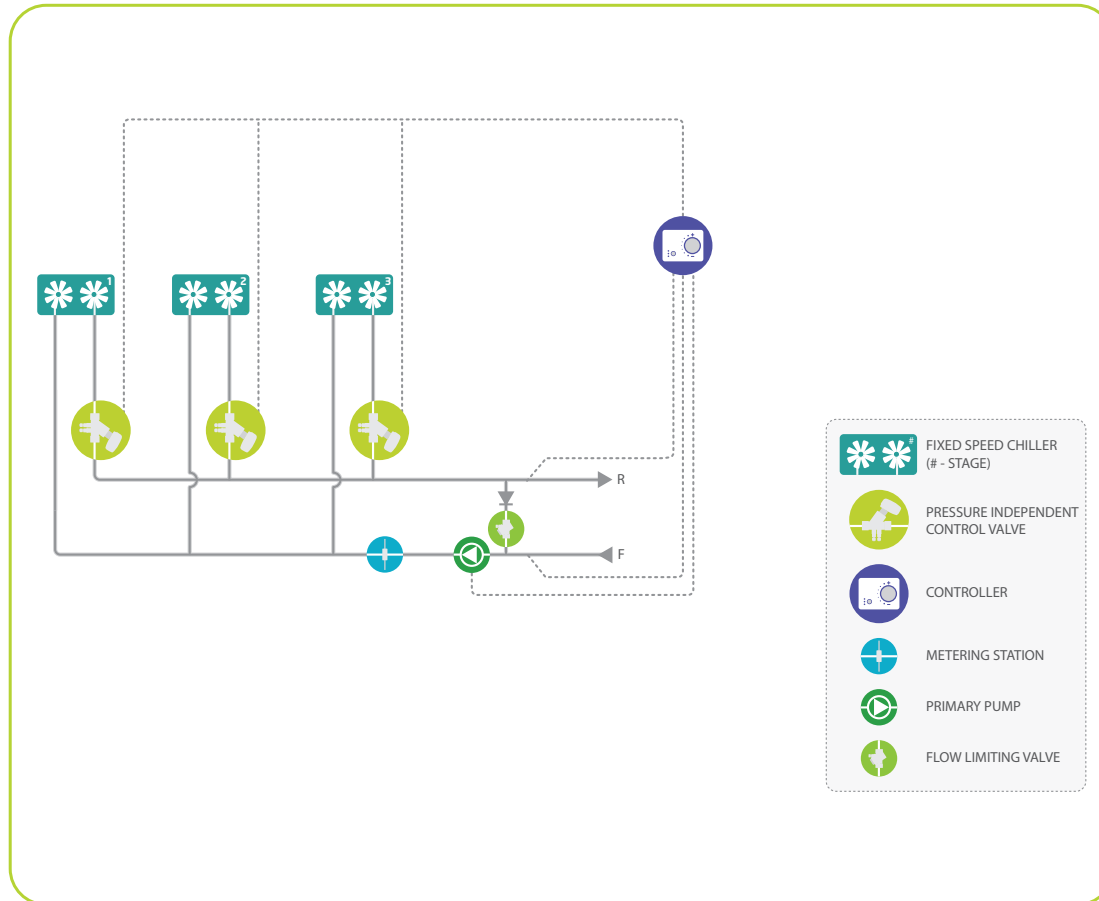 1
2
3
R
F
#
FIXED SPEED CHILLER
(# - STAGE)
PRESSURE INDEPENDENT
CONTROL VALVE
CONTROLLER
METERING STATION
PRIMARY PUMP
FLOW LIMITING VALVE